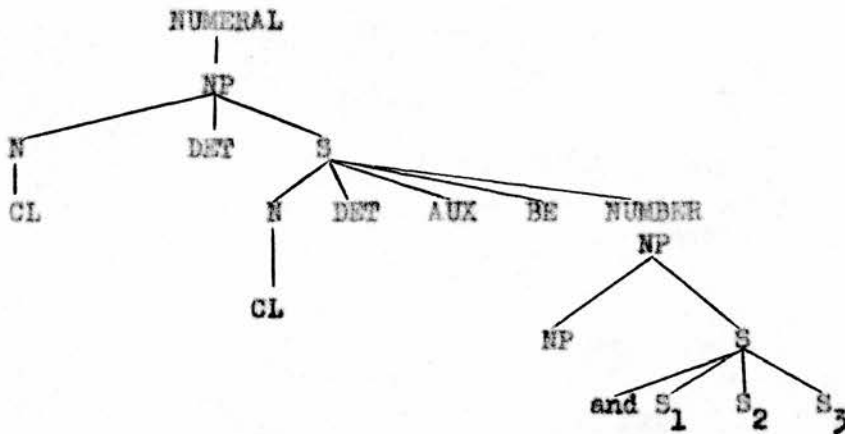 NUMERAL
NP
N DET S
CL N DET AUX BE NUMBER
NP
CL
NP S
and S₁ S₂ S₃